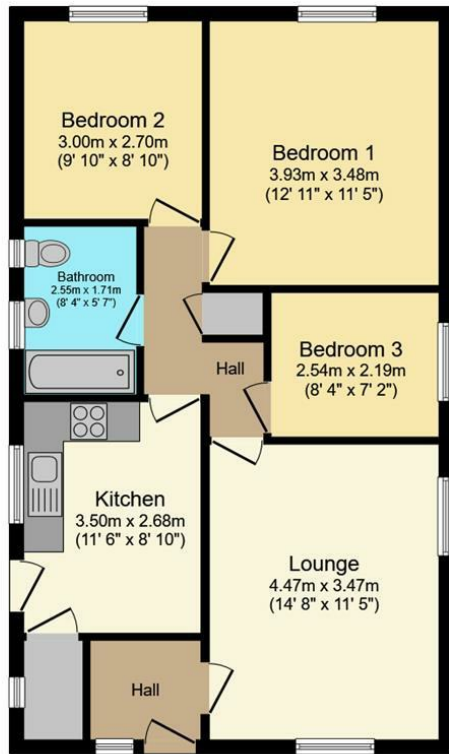 Bedroom 2
3.00m x 2.70m
(9' 10" x 8' 10")
Bedroom 1
3.93m x 3.48m
(12' 11" x 11' 5")
Bathroom
2.55m x 1.71m
(8' 4" x 5' 7")
Hall
Bedroom 3
2.54m x 2.19m
(8' 4" x 7' 2")
Kitchen
3.50m x 2.68m
(11' 6" x 8' 10")
Lounge
4.47m x 3.47m
(14' 8" x 11' 5")
Hall